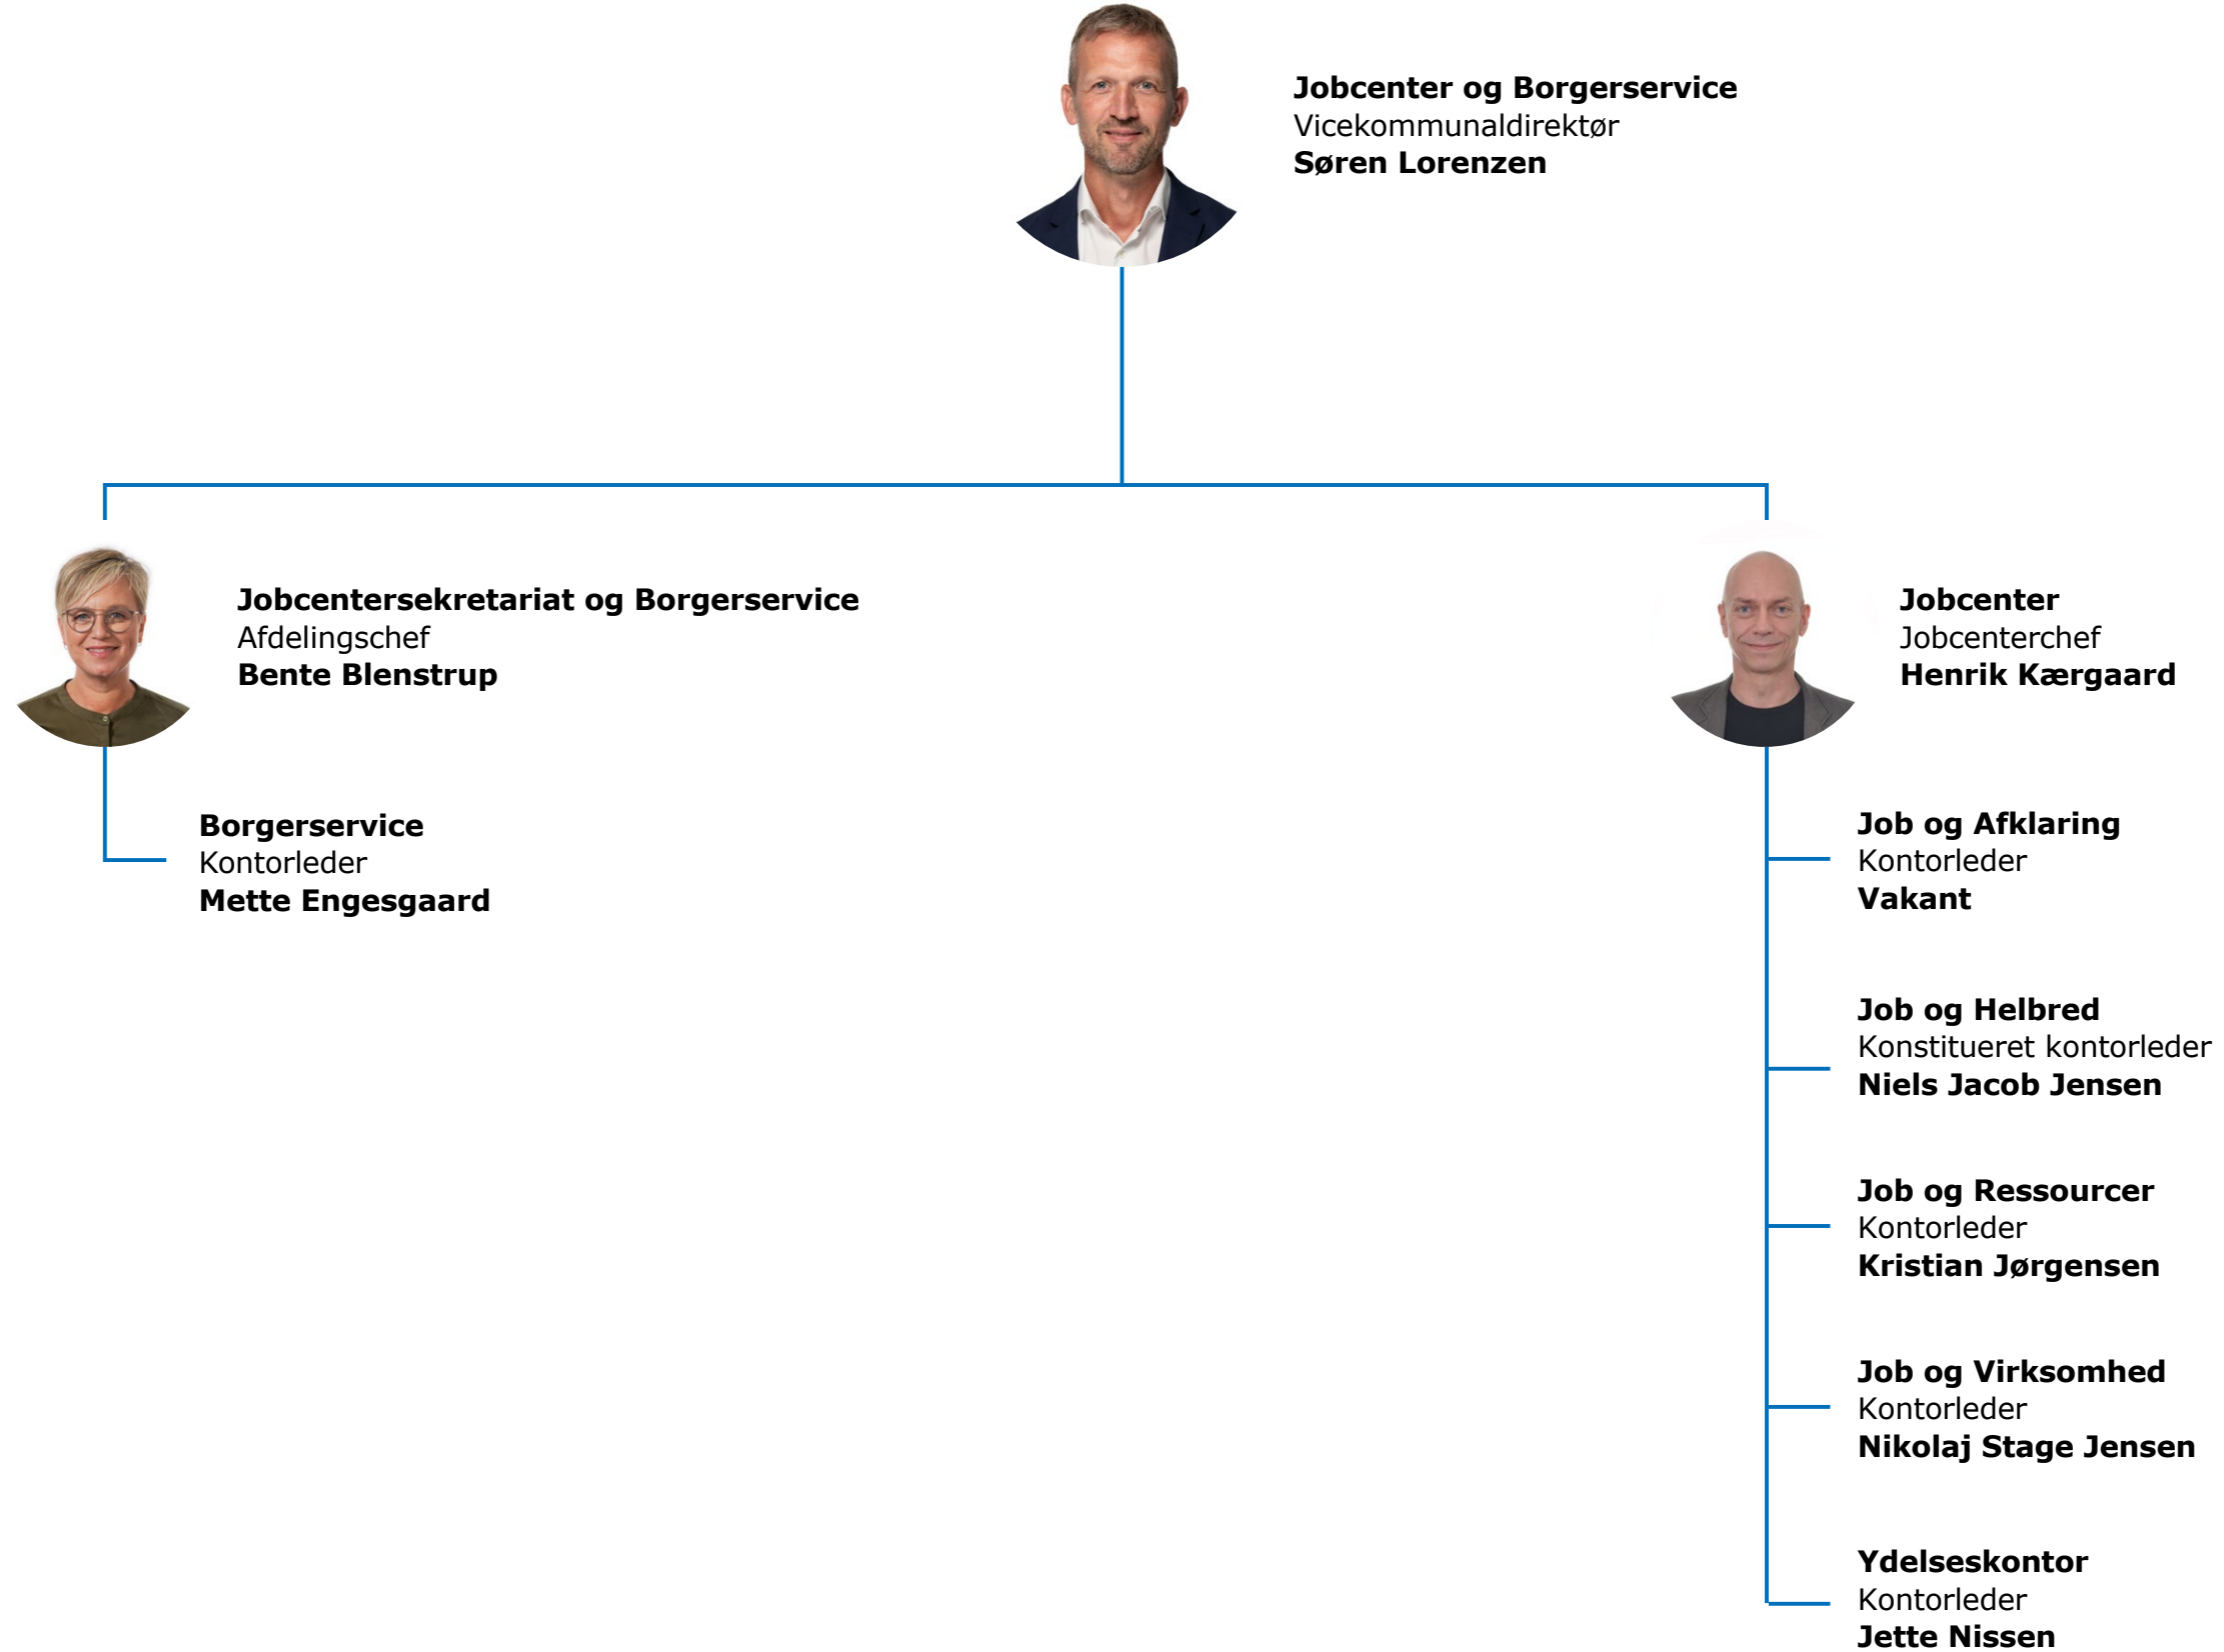 Jobcenter og Borgerservice
Vicekommunaldirektør
Søren Lorenzen
Jobcentersekretariat og Borgerservice
Afdelingschef
Bente Blenstrup
Borgerservice
Kontorleder
Mette Engesgaard
Jobcenter
Jobcenterchef
Henrik Kærgaard
Job og Afklaring
Kontorleder
Vakant
Job og Helbred
Konstitueret kontorleder
Niels Jacob Jensen
Job og Ressourcer
Kontorleder
Kristian Jørgensen
Job og Virksomhed
Kontorleder
Nikolaj Stage Jensen
Ydelseskontor
Kontorleder
Jette Nissen